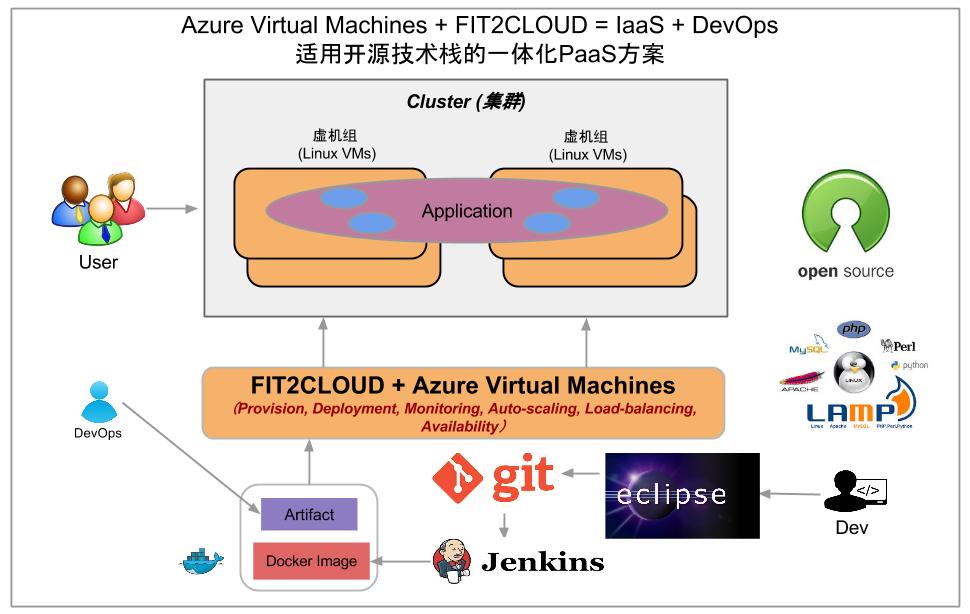 Azure Virtual Machines + FIT2CLOUD = IaaS + DevOps
适用开源技术栈的一体化PaaS方案
Cluster (集群)
虚机组
(Linux VMs)
虚机组
(Linux VMs)
Application
User
open source
php
MySQL
Perl
python
LINUX
APACHE
LAMP
Linux Apache MySQL PHP,Perl,Python
FIT2CLOUD + Azure Virtual Machines
(Provision, Deployment, Monitoring, Auto-scaling, Load-balancing,
Availability）
DevOps
git
eclipse
</>
Dev
Artifact
Docker Image
Jenkins